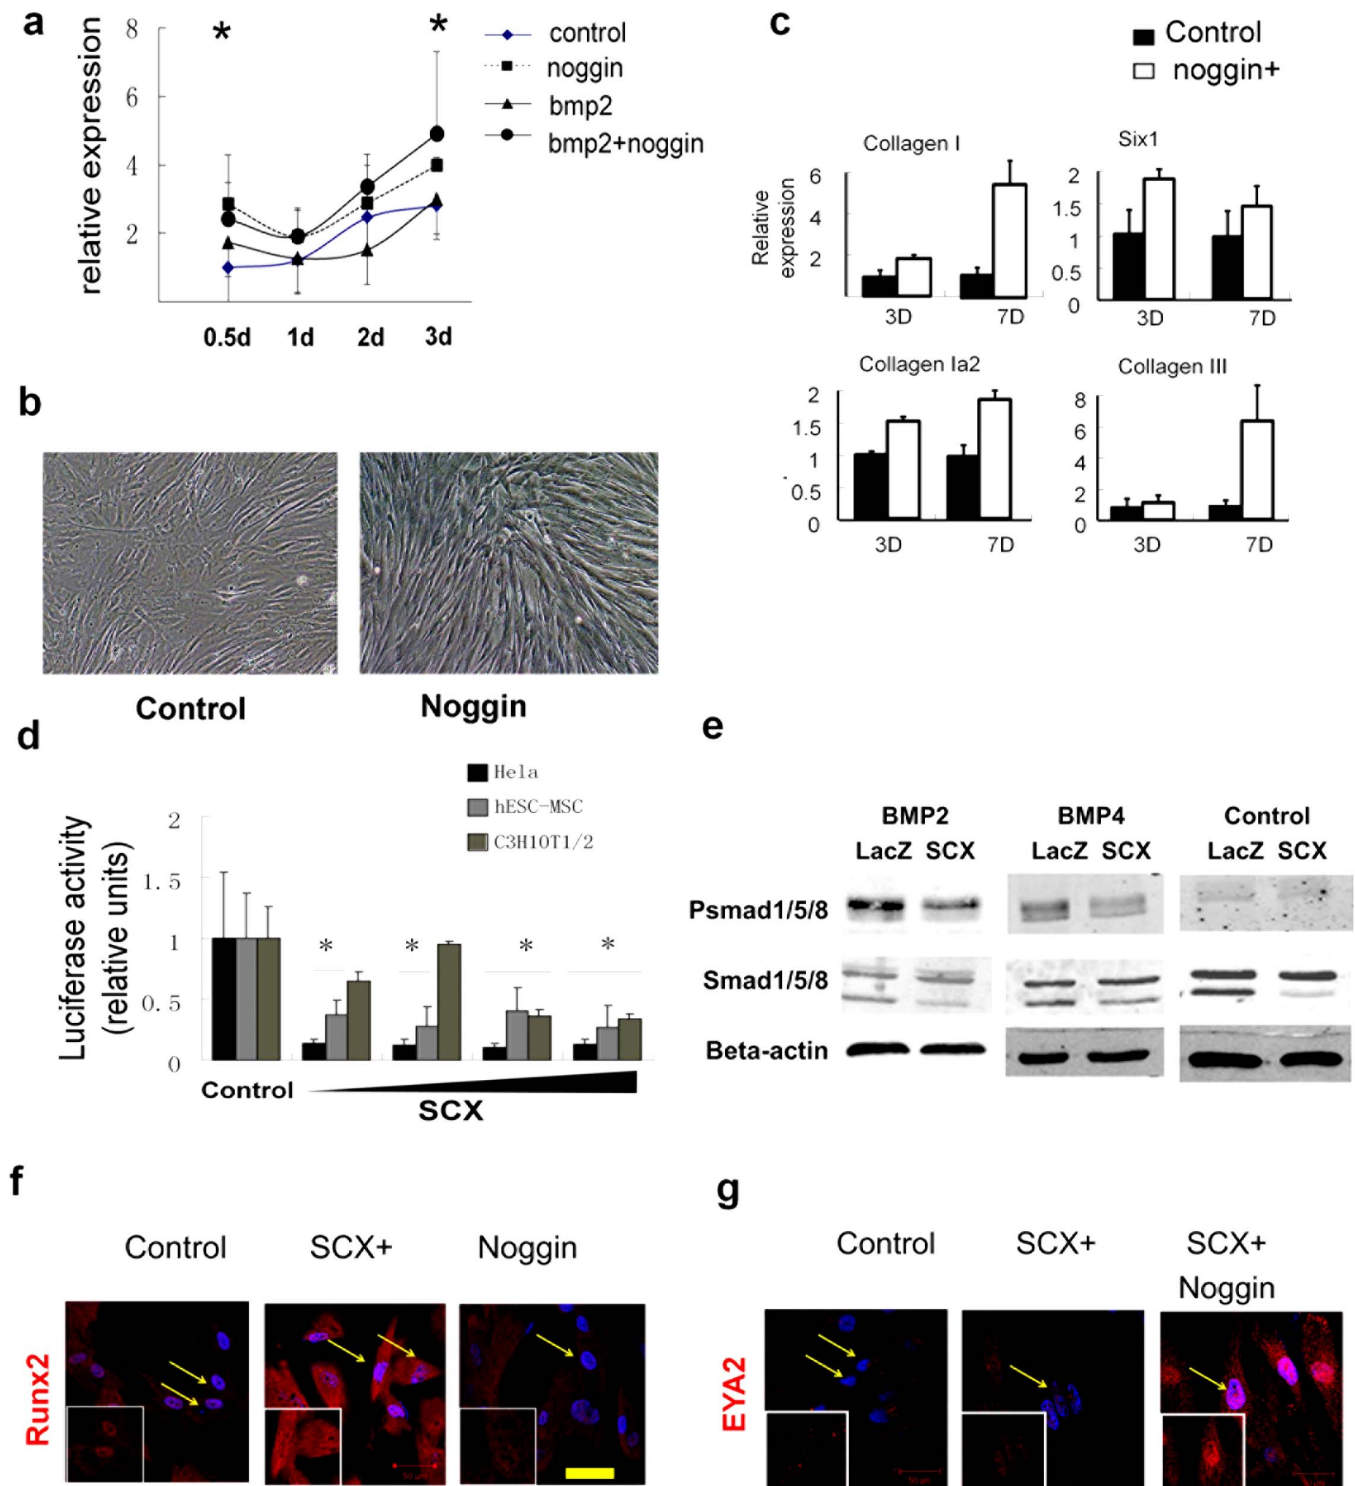 a
relative expression
8
6
4
2
*
*
control
noggin
bmp2
bmp2+noggin
0.5d 1d 2d 3d
c
Control
noggin+
Collagen I
Relative
expression
6
4
2
3D 7D
Six1
2
1.5
1
0.5
0
3D 7D
Collagen Ia2
2
1.5
1
0.5
0
3D 7D
Collagen III
8
6
4
2
0
3D 7D
b
Control Noggin
d
Luciferase activity
(relative units)
2
1.5
1
0.5
0
Hela
hESC-MSC
C3H10T1/2
* * * *
Control
SCX
e
BMP2 BMP4 Control
LacZ SCX LacZ SCX LacZ SCX
Psmad1/5/8
Smad1/5/8
Beta-actin
f
Control SCX+ Noggin
Runx2
50 μm
g
Control SCX+ SCX+
Noggin
EYA2
50 μm